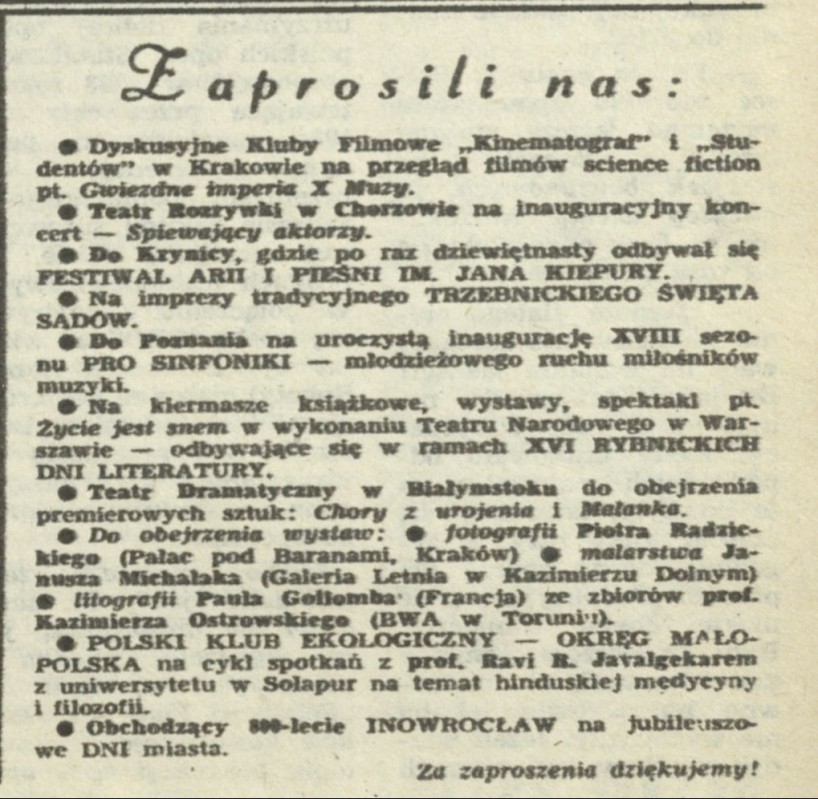 Zaprosili nas:
● Dyskusyjne Kluby Filmowe „Kinematograf" i „Stu-
dentów" w Krakowie na przegląd filmów science fiction
pt. Gwiezdne imperia X Muzy.
● Teatr Rozrywki w Chorzowie na inauguracyjny kon-
cert — Śpiewający aktorzy.
● Do Krynicy, gdzie po raz dziewiętnasty odbywał się
FESTIWAL ARII I PIEŚNI IM. JANA KIEPURY.
● Na imprezy tradycyjnego TRZEBNICKIEGO ŚWIĘTA
SADÓW.
● Do Poznania na uroczystą inaugurację XVIII sezo-
nu PRO SINFONIKI — młodzieżowego ruchu miłośników
muzyki.
● Na kiermasze książkowe, wystawy, spektakl pt.
Życie jest snem w wykonaniu Teatru Narodowego w War-
szawie — odbywające się w ramach XVI RYBNICKICH
DNI LITERATURY.
● Teatr Dramatyczny w Białymstoku do obejrzenia
premierowych sztuk: Chory z urojenia i Matanka.
● Do obejrzenia wystaw: ● fotografii Piotra Radzic-
kiego (Pałac pod Baranami, Kraków) ● malarstwa Ja-
nusza Michalaka (Galeria Letnia w Kazimierzu Dolnym)
● litografii Paula Gollomba (Francja) ze zbiorów prof.
Kazimierza Ostrowskiego (BWA w Toruniu).
● POLSKI KLUB EKOLOGICZNY — OKRĘG MAŁO-
POLSKA na cykl spotkań z prof. Ravi R. Javalgekarem
z uniwersytetu w Solapur na temat hinduskiej medycyny
i filozofii.
● Obchodzący 800-lecie INOWROCŁAW na jubileuszo-
we DNI miasta.
Za zaproszenia dziękujemy!